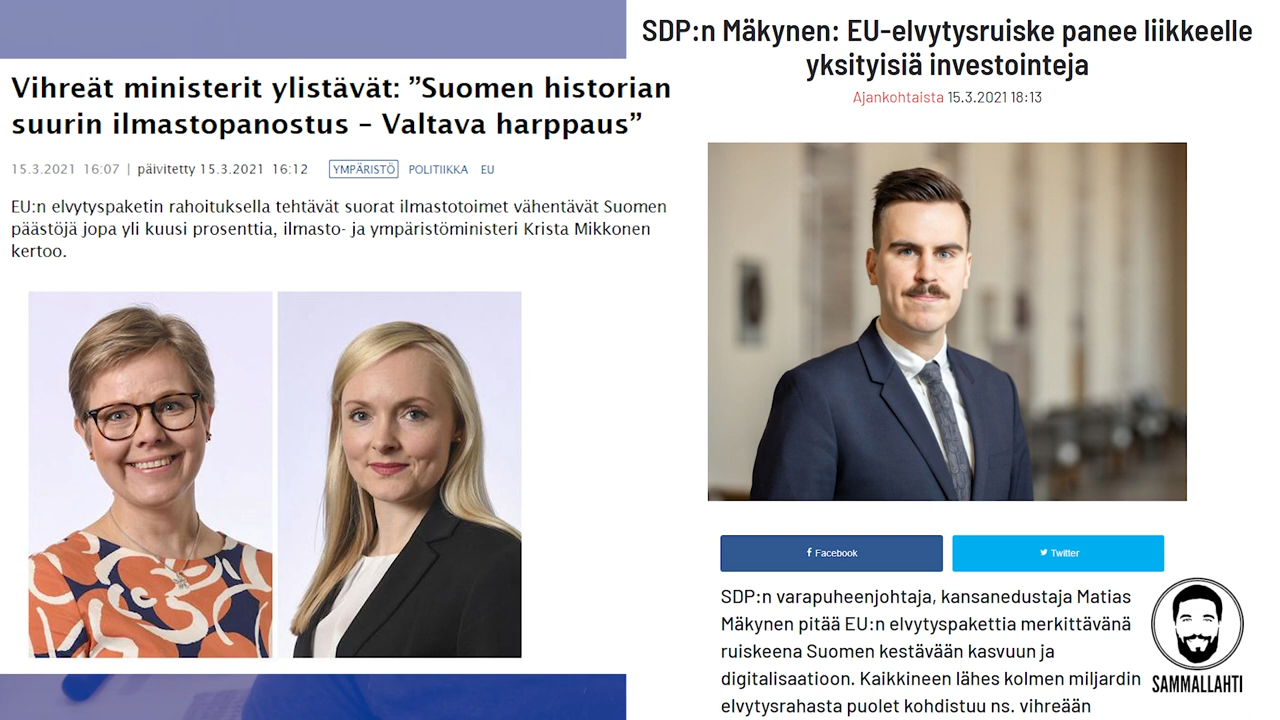 Vihreät ministerit ylistävät: ”Suomen historian
suurin ilmastopanostus – Valtava harppaus”
15.3.2021 16:07 | päivitetty 15.3.2021 16:12 YMPÄRISTÖ POLITIIKKA EU
EU:n elvytyspaketin rahoituksella tehtävät suorat ilmastotoimet vähentävät Suomen
päästöjä jopa yli kuusi prosenttia, ilmasto- ja ympäristöministeri Krista Mikkonen
kertoo.
SDP:n Mäkynen: EU-elvytysruiske panee liikkeelle
yksityisiä investointeja
Ajankohtaista 15.3.2021 18:13
Facebook
Twitter
SDP:n varapuheenjohtaja, kansanedustaja Matias
Mäkynen pitää EU:n elvytyspakettia merkittävänä
ruiskeena Suomen kestävään kasvuun ja
digitalisaatioon. Kaikkineen lähes kolmen miljardin
elvytysrahasta puolet kohdistuu ns. vihreään
SAMMALLAHTI